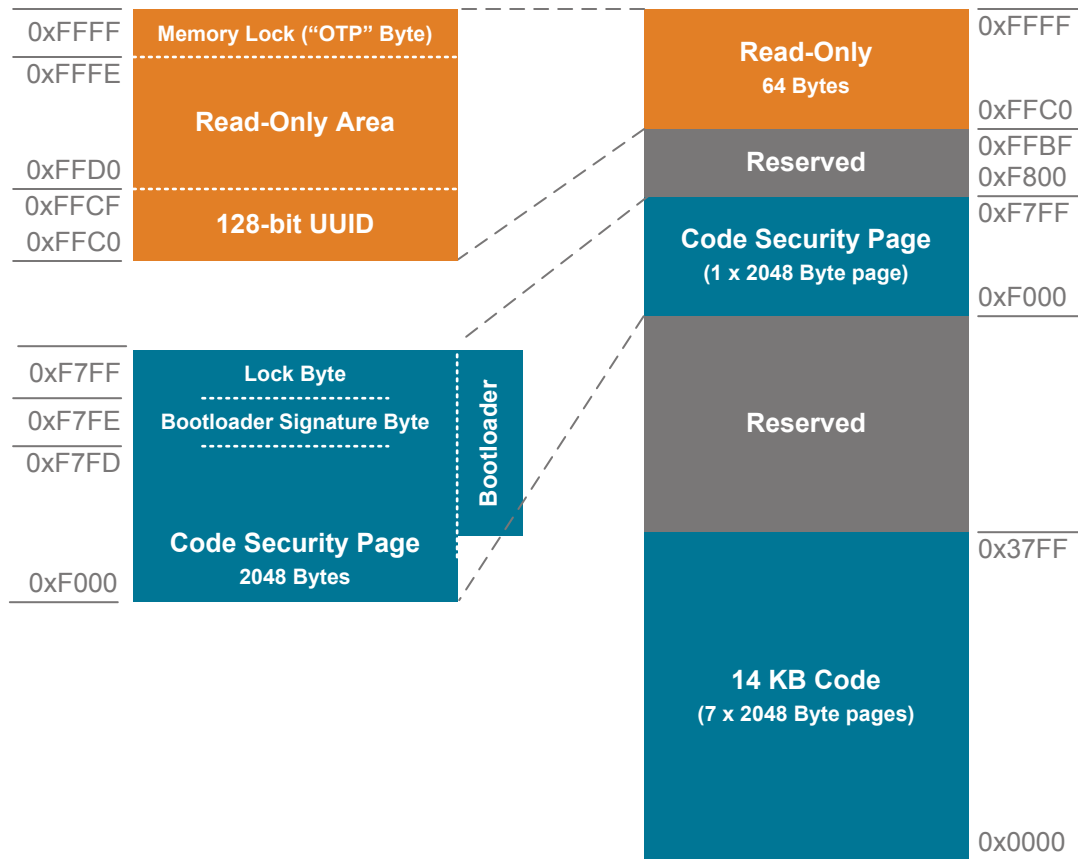 0xFFFF
Memory Lock (“OTP” Byte)
0xFFFE
Read-Only Area
0xFFD0
0xFFCF
128-bit UUID
0xFFC0
0xF7FF
Lock Byte
0xF7FE
Bootloader Signature Byte
0xF7FD
Bootloader
Code Security Page
2048 Bytes
0xF000
0xFFFF
Read-Only
64 Bytes
0xFFC0
0xFFBF
Reserved
0xF800
0xF7FF
Code Security Page
(1 x 2048 Byte page)
0xF000
Reserved
0x37FF
14 KB Code
(7 x 2048 Byte pages)
0x0000